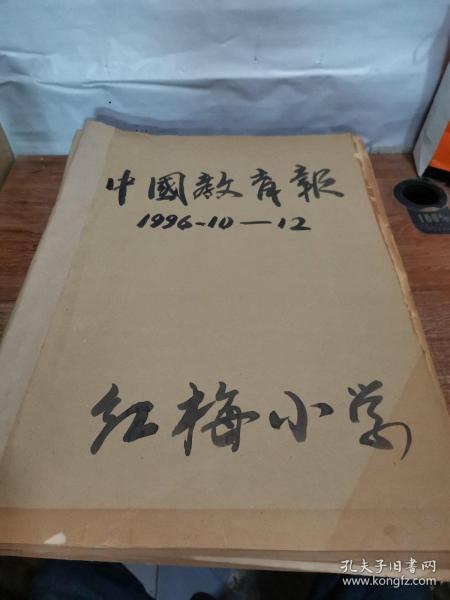 中國教育報
1996-10—12
红梅小学
100%
孔夫子旧书网
www.kongfz.com